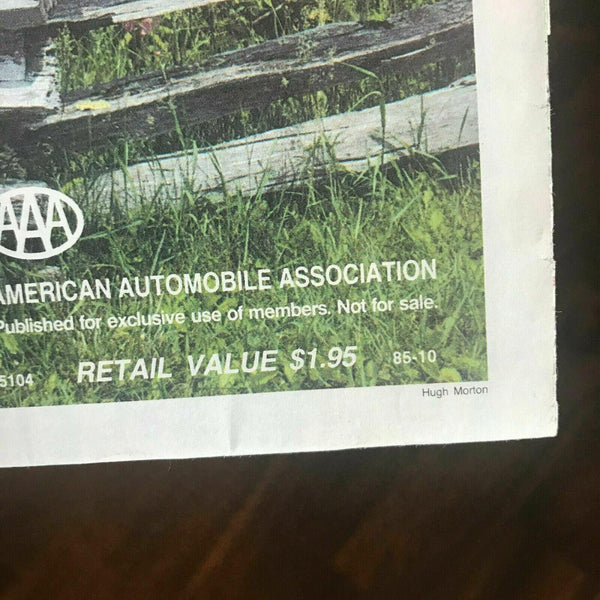 AAA
AMERICAN AUTOMOBILE ASSOCIATION
Published for exclusive use of members. Not for sale.
5104 RETAIL VALUE $1.95 85-10
Hugh Morton